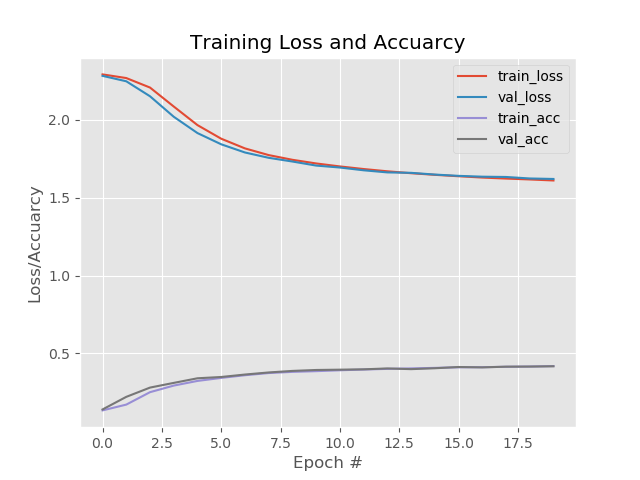 Training Loss and Accuarcy
train_loss
val_loss
train_acc
val_acc
Loss/Accuarcy
2.0
1.5
1.0
0.5
0.0 2.5 5.0 7.5 10.0 12.5 15.0 17.5
Epoch #